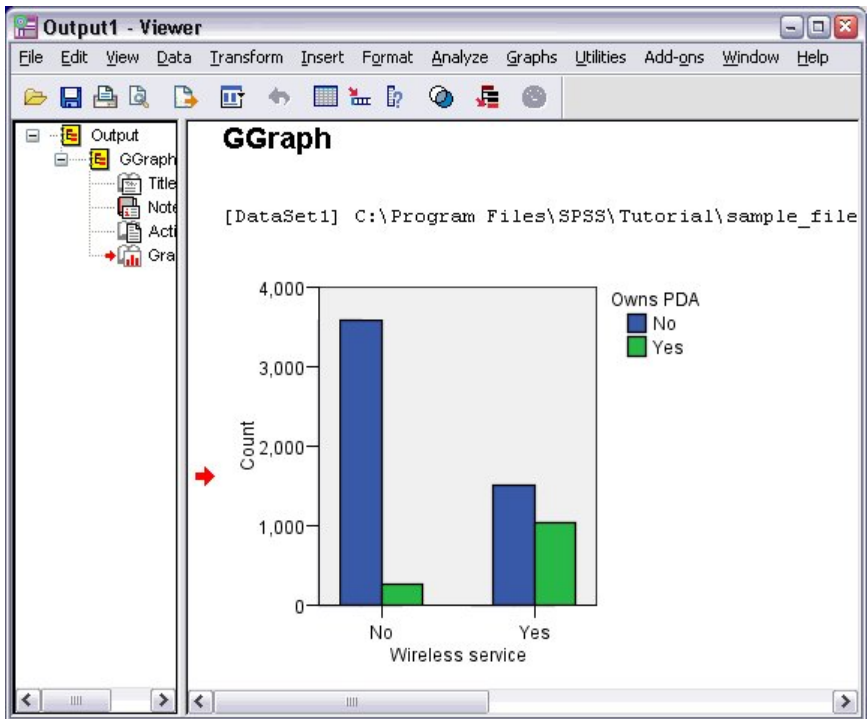 Output1 - Viewer
File Edit View Data Transform Insert Format Analyze Graphs Utilities Add-ons Window Help
Output
GGraph
Title
Note
Acti
Gra
GGraph
[DataSet1] C:\Program Files\SPSS\Tutorial\sample_file
4,000
3,000
2,000
1,000
0
Count
No
Yes
Wireless service
Owns PDA
No
Yes